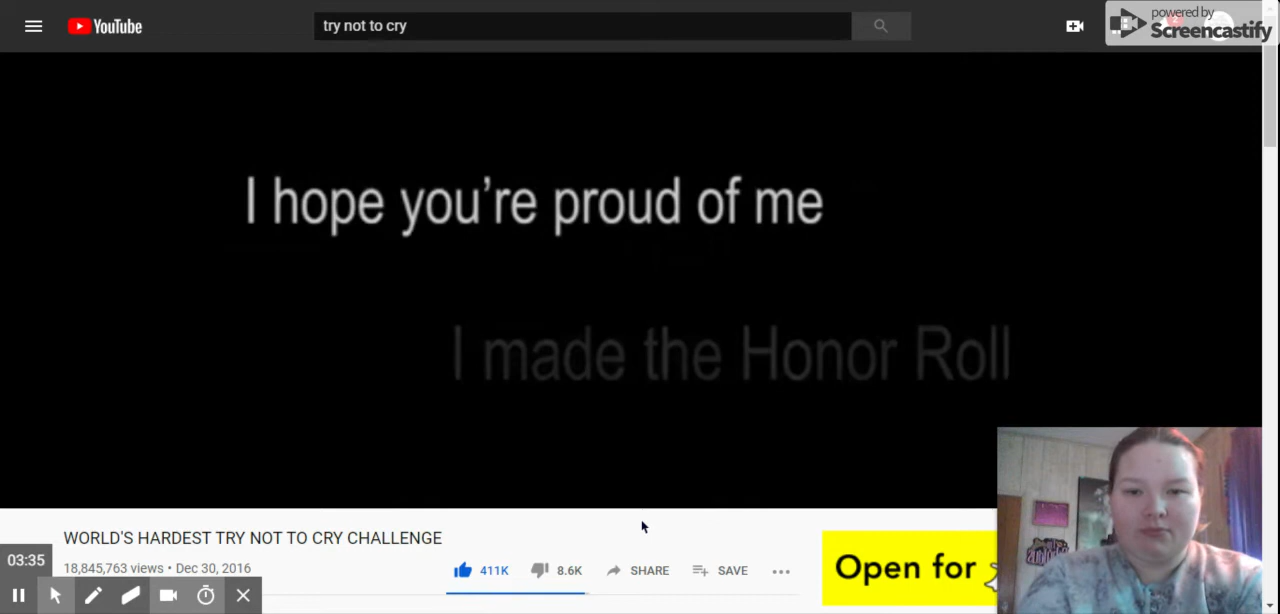 YouTube
try not to cry
powered by
Screencastify
I hope you're proud of me
I made the Honor Roll
WORLD'S HARDEST TRY NOT TO CRY CHALLENGE
18,845,763 views • Dec 30, 2016
411K
8.6K
SHARE
SAVE
Open for
03:35